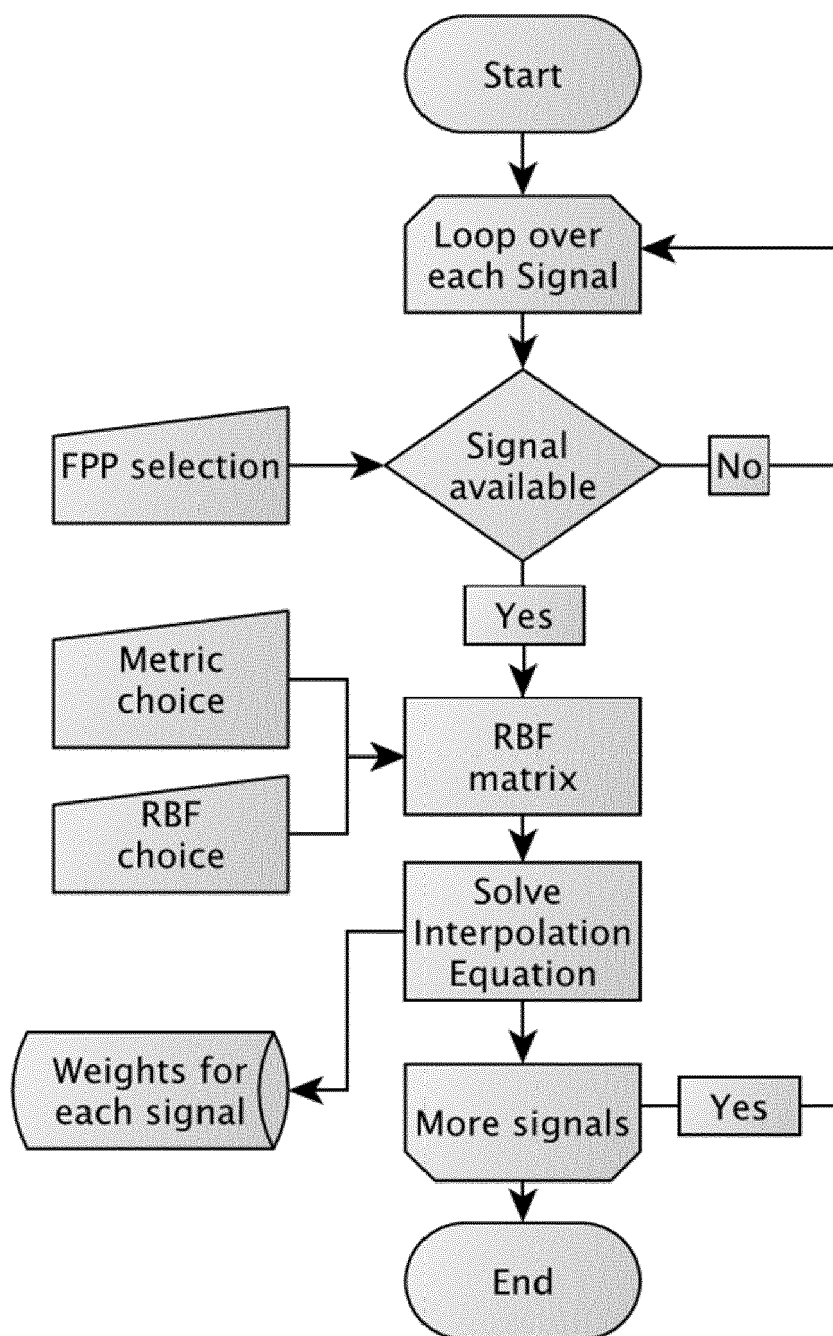 Start
Loop over
each Signal
FPP selection
Signal
available
No
Yes
Metric
choice
RBF
matrix
RBF
choice
Solve
Interpolation
Equation
Weights for
each signal
More signals
Yes
End